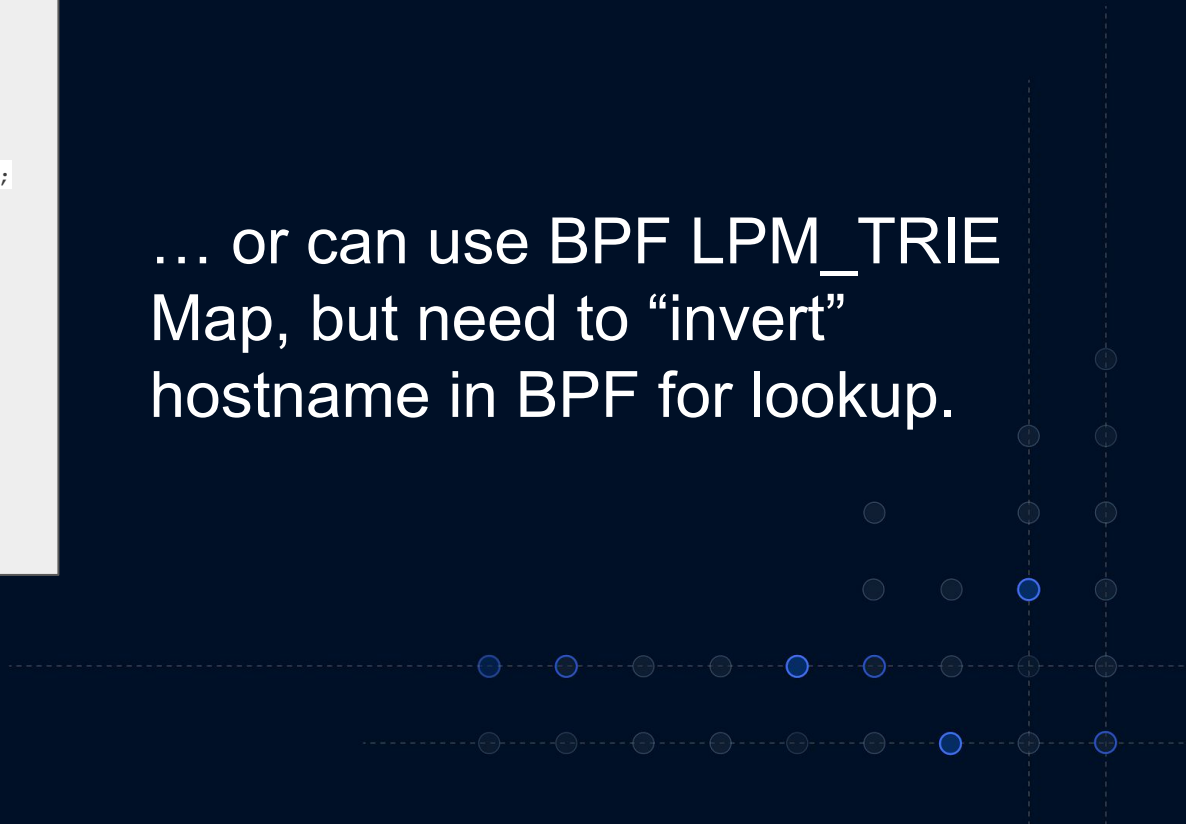 ;
… or can use BPF LPM_TRIE
Map, but need to “invert”
hostname in BPF for lookup.